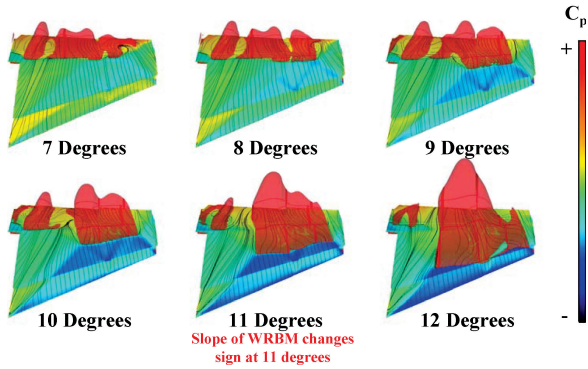 C_p
+
7 Degrees
8 Degrees
9 Degrees
10 Degrees
11 Degrees
12 Degrees
Slope of WRBM changes
sign at 11 degrees
-